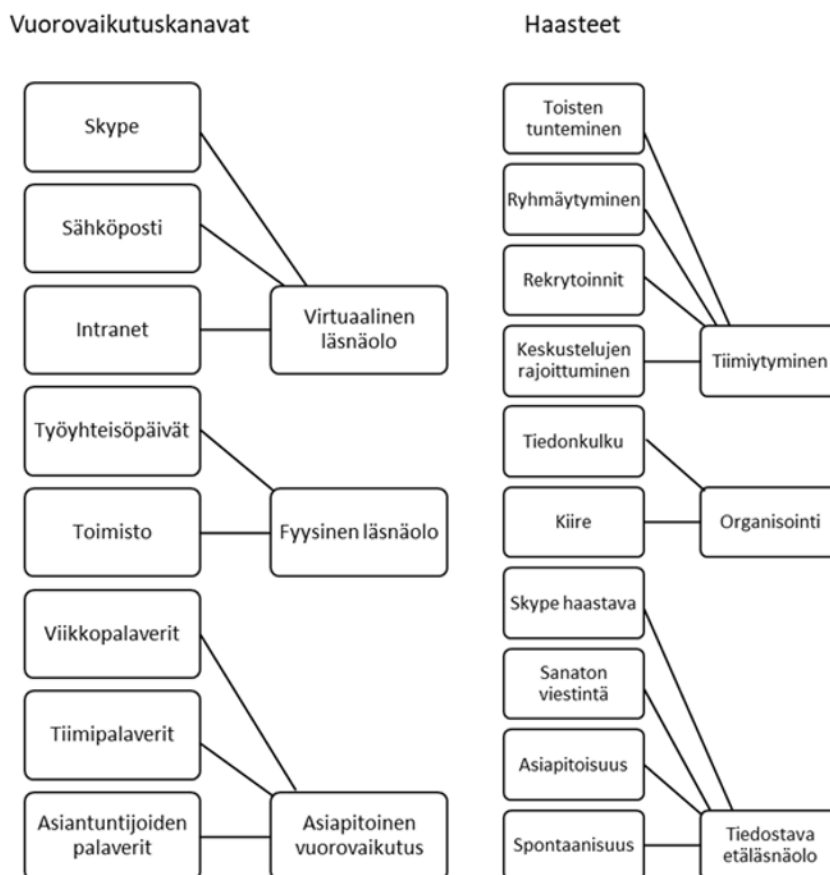 Vuorovaikutuskanavat
Skype
Sähköposti
Intranet
Virtuaalinen
läsnäolo
Työyhteisöpäivät
Toimisto
Fyysinen läsnäolo
Viikkopalaverit
Tiimipalaverit
Asiantuntijoiden
palaverit
Asiapitoinen
vuorovaikutus
Haasteet
Toisten
tunteminen
Ryhmäytyminen
Rekrytoinnit
Keskustelujen
rajoittuminen
Tiimiytyminen
Tiedonkulku
Kiire
Organisointi
Skype haastava
Sanaton
viestintä
Asiapitoisuus
Spontaanisuus
Tiedostava
etäläsnäolo